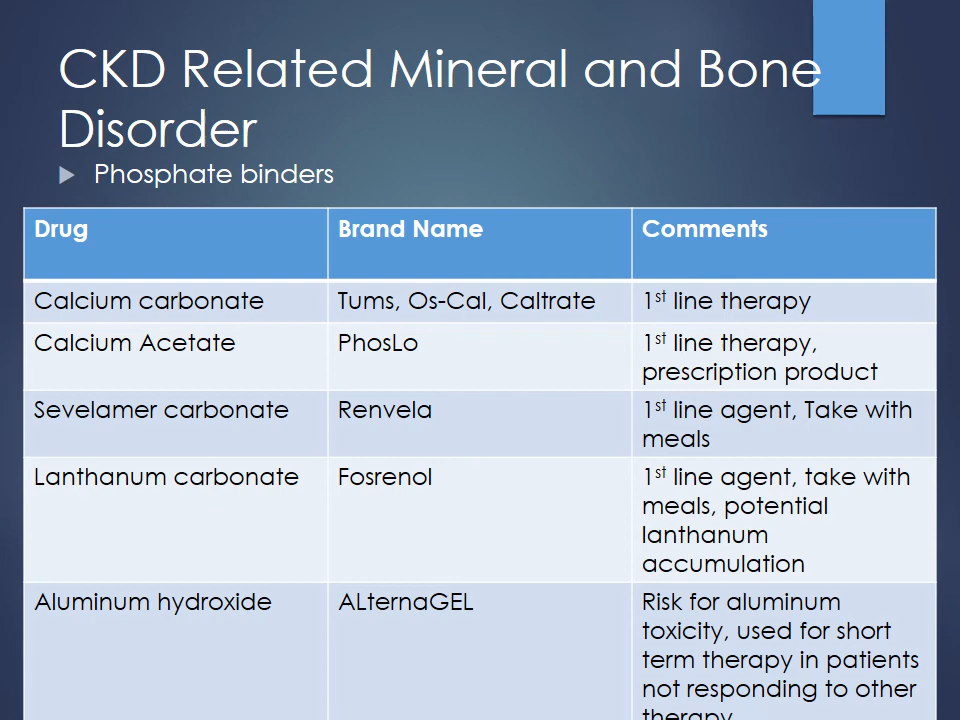 CKD Related Mineral and Bone
Disorder
Phosphate binders
Drug
Brand Name
Comments
Calcium carbonate
Tums, Os-Cal, Caltrate
1st line therapy
Calcium Acetate
PhosLo
1st line therapy,
prescription product
Sevelamer carbonate
Renvela
1st line agent, Take with
meals
Lanthanum carbonate
Fosrenol
1st line agent, take with
meals, potential
lanthanum
accumulation
Aluminum hydroxide
ALternaGEL
Risk for aluminum
toxicity, used for short
term therapy in patients
not responding to other
therapy